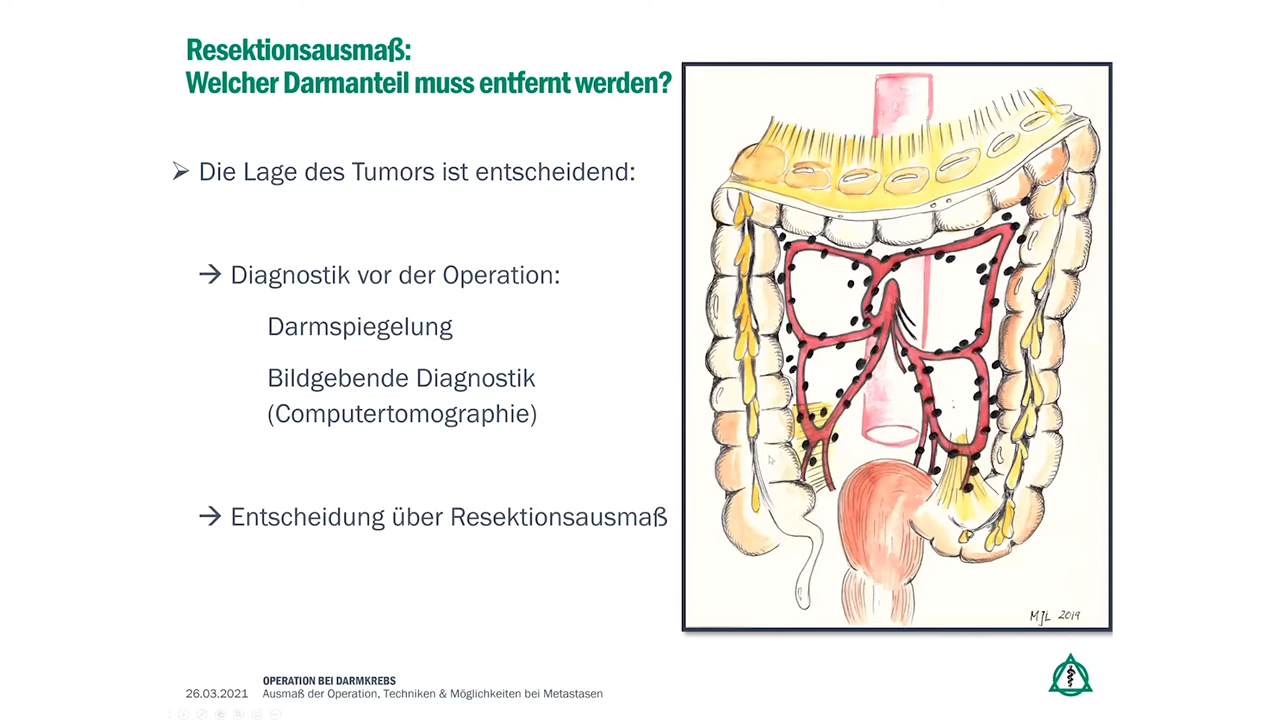 Resektionsausmaß:
Welcher Darmanteil muss entfernt werden?
➢ Die Lage des Tumors ist entscheidend:
→ Diagnostik vor der Operation:
Darmspiegelung
Bildgebende Diagnostik
(Computertomographie)
→ Entscheidung über Resektionsausmaß
MJL 2019
OPERATION BEI DARMKREBS
26.03.2021 Ausmaß der Operation, Techniken & Möglichkeiten bei Metastasen